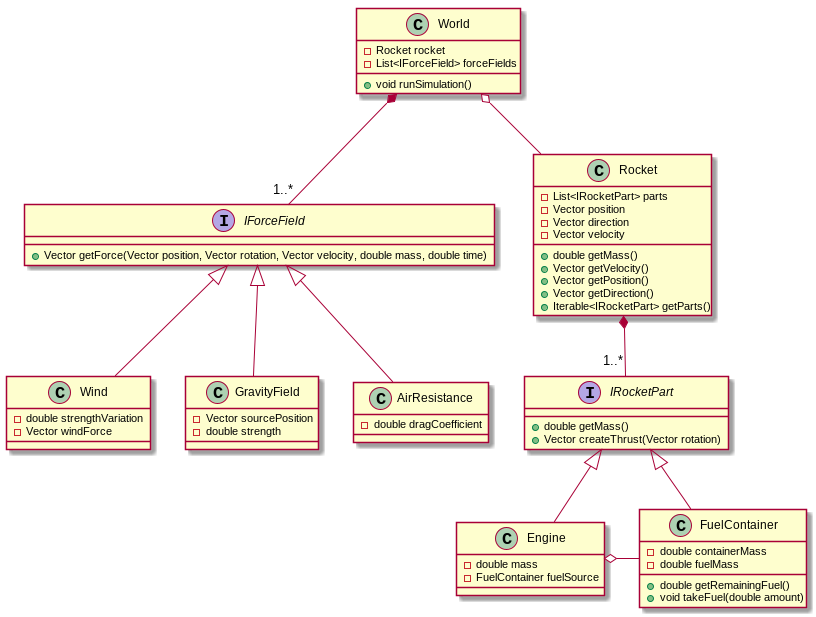 C World
Rocket rocket
List<IForceField> forceFields
void runSimulation()
1..*
C Rocket
List<IRocketPart> parts
Vector position
Vector direction
Vector velocity
double getMass()
Vector getVelocity()
Vector getPosition()
Vector getDirection()
Iterable<IRocketPart> getParts()
I IForceField
Vector getForce(Vector position, Vector rotation, Vector velocity, double mass, double time)
1..*
C Wind
double strengthVariation
Vector windForce
C GravityField
Vector sourcePosition
double strength
C AirResistance
double dragCoefficient
I IRocketPart
double getMass()
Vector createThrust(Vector rotation)
C Engine
double mass
FuelContainer fuelSource
C FuelContainer
double containerMass
double fuelMass
double getRemainingFuel()
void takeFuel(double amount)